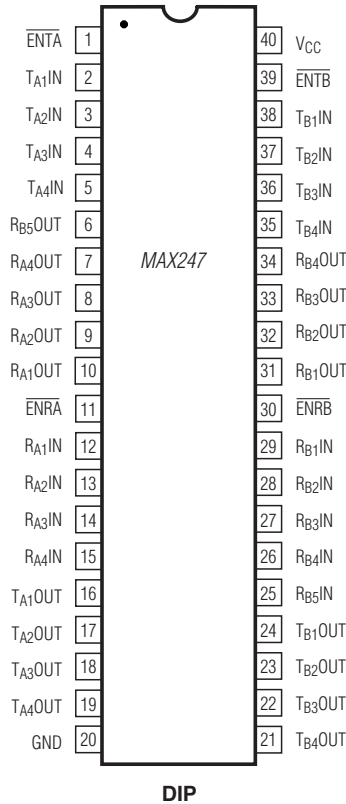 ENTA 1 40 VCC
TA1IN 2 39 ENTB
TA2IN 3 38 TB1IN
TA3IN 4 37 TB2IN
TA4IN 5 36 TB3IN
RB5OUT 6 35 TB4IN
RA4OUT 7 MAX247 34 RB4OUT
RA3OUT 8 33 RB3OUT
RA2OUT 9 32 RB2OUT
RA1OUT 10 31 RB1OUT
ENRA 11 30 ENRB
RA1IN 12 29 RB1IN
RA2IN 13 28 RB2IN
RA3IN 14 27 RB3IN
RA4IN 15 26 RB4IN
TA1OUT 16 25 RB5IN
TA2OUT 17 24 TB1OUT
TA3OUT 18 23 TB2OUT
TA4OUT 19 22 TB3OUT
GND 20 21 TB4OUT
DIP